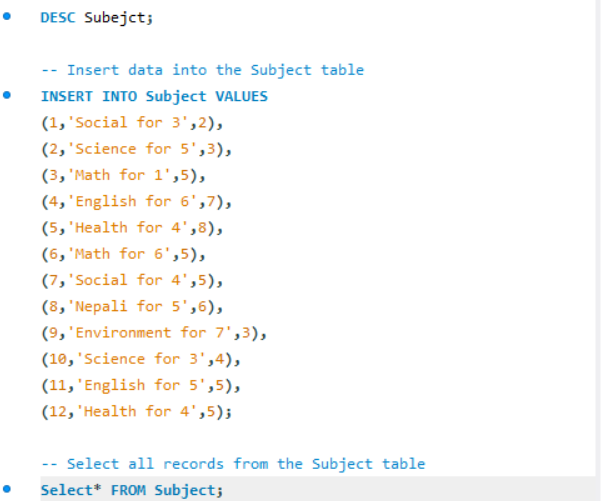 DESC Subejct;
-- Insert data into the Subject table
INSERT INTO Subject VALUES
(1,'Social for 3',2),
(2,'Science for 5',3),
(3,'Math for 1',5),
(4,'English for 6',7),
(5,'Health for 4',8),
(6,'Math for 6',5),
(7,'Social for 4',5),
(8,'Nepali for 5',6),
(9,'Environment for 7',3),
(10,'Science for 3',4),
(11,'English for 5',5),
(12,'Health for 4',5);
-- Select all records from the Subject table
Select* FROM Subject;